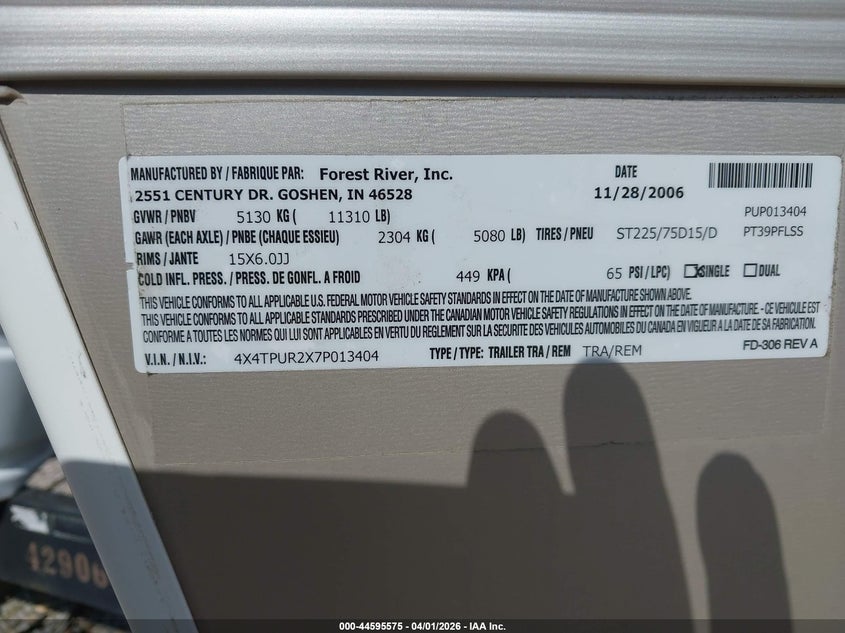 MANUFACTURED BY / FABRIQUE PAR: Forest River, Inc. DATE
2551 CENTURY DR. GOSHEN, IN 46528 11/28/2006
GVWR / PNBV 5130 KG ( 11310 LB) PUP013404
GAWR (EACH AXLE) / PNBE (CHAQUE ESSIEU) 2304 KG ( 5080 LB) TIRES / PNEU ST225/75D15/D PT39PFLSS
RIMS / JANTE 15X6.0JJ
COLD INFL. PRESS. / PRESS. DE GONFL. A FROID 449 KPA ( 65 PSI / LPC) X SINGLE DUAL
THIS VEHICLE CONFORMS TO ALL APPLICABLE U.S. FEDERAL MOTOR VEHICLE SAFETY STANDARDS IN EFFECT ON THE DATE OF MANUFACTURE SHOWN ABOVE.
THIS VEHICLE CONFORMS TO ALL APPLICABLE STANDARDS PRESCRIBED UNDER THE CANADIAN MOTOR VEHICLE SAFETY REGULATIONS IN EFFECT ON THE DATE OF MANUFACTURE. - CE VEHICULE EST
CONFORME A TOUTES LES NORMES QUI LUI SONT APPLICABLES EN VERTU DU REGLEMENT SUR LA SECURITE DES VEHICULES AUTOMOBILES DU CANADA EN VIGUEUR A LA DATE DE SA FABRICATION.
V.I.N. / N.I.V.: 4X4TPUR2X7P013404 TYPE / TYPE: TRAILER TRA / REM TRA/REM FD-306 REV A
42906
000-44595575 - 04/01/2026 - IAA Inc.